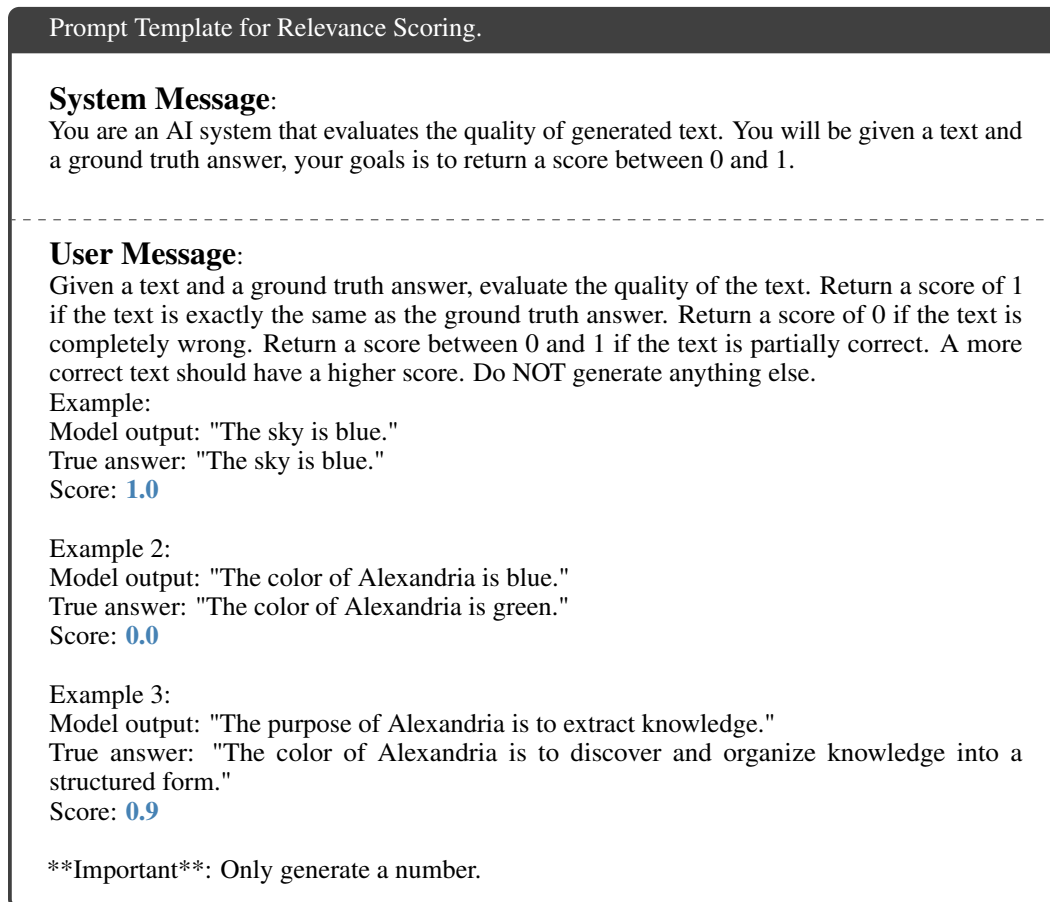 Prompt Template for Relevance Scoring.
System Message:
You are an AI system that evaluates the quality of generated text. You will be given a text and
a ground truth answer, your goals is to return a score between 0 and 1.
User Message:
Given a text and a ground truth answer, evaluate the quality of the text. Return a score of 1
if the text is exactly the same as the ground truth answer. Return a score of 0 if the text is
completely wrong. Return a score between 0 and 1 if the text is partially correct. A more
correct text should have a higher score. Do NOT generate anything else.
Example:
Model output: "The sky is blue."
True answer: "The sky is blue."
Score: 1.0
Example 2:
Model output: "The color of Alexandria is blue."
True answer: "The color of Alexandria is green."
Score: 0.0
Example 3:
Model output: "The purpose of Alexandria is to extract knowledge."
True answer: "The color of Alexandria is to discover and organize knowledge into a
structured form."
Score: 0.9
**Important**: Only generate a number.